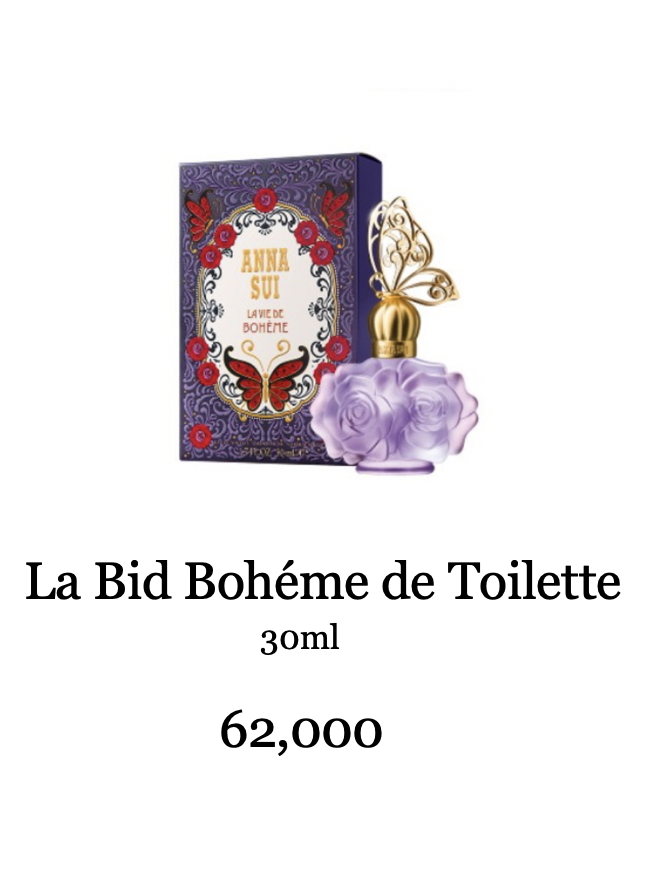 ANNA
SUI
LA VIE DE
BOHÈME
La Bid Bohéme de Toilette
30ml
62,000